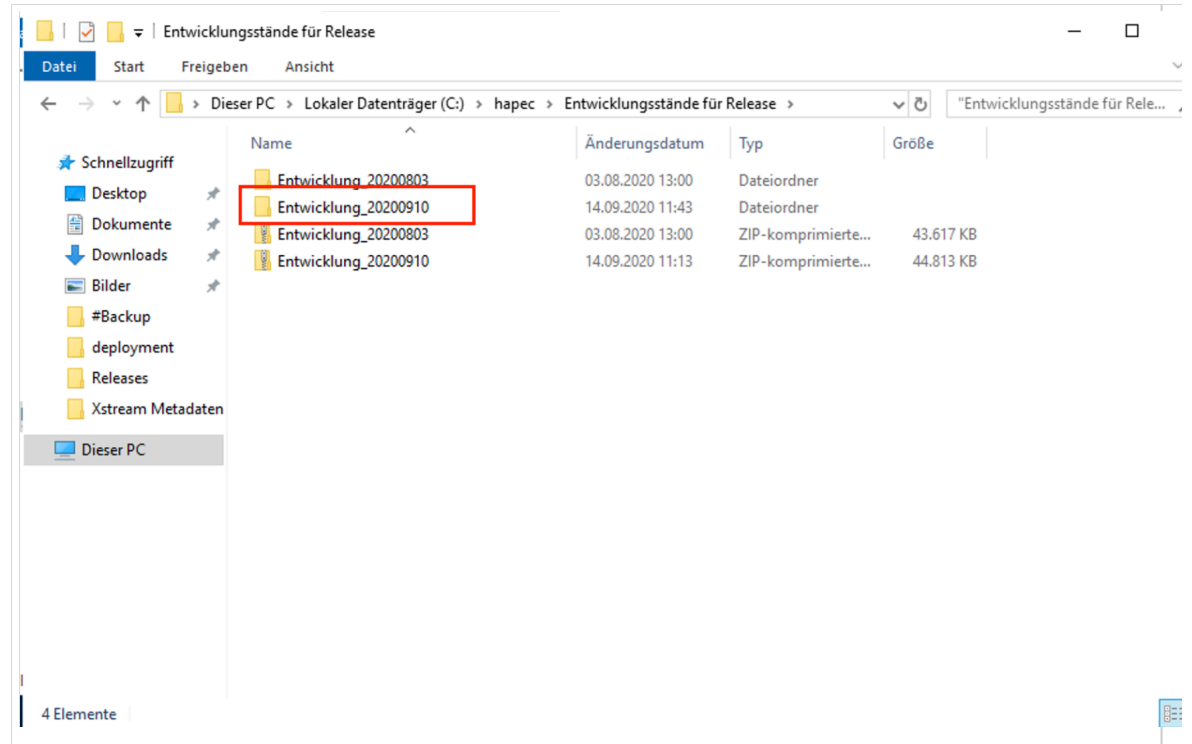 Entwicklungsstände für Release
Datei Start Freigeben Ansicht
Dieser PC > Lokaler Datenträger (C:) > hapec > Entwicklungsstände für Release > "Entwicklungsstände für Rele...
Name Änderungsdatum Typ Größe
Schnellzugriff
Desktop
Dokumente
Downloads
Bilder
#Backup
deployment
Releases
Xstream Metadaten
Dieser PC
Entwicklung_20200803 03.08.2020 13:00 Dateiordner
Entwicklung_20200910 14.09.2020 11:43 Dateiordner
Entwicklung_20200803 03.08.2020 13:00 ZIP-komprimierte... 43.617 KB
Entwicklung_20200910 14.09.2020 11:13 ZIP-komprimierte... 44.813 KB
4 Elemente